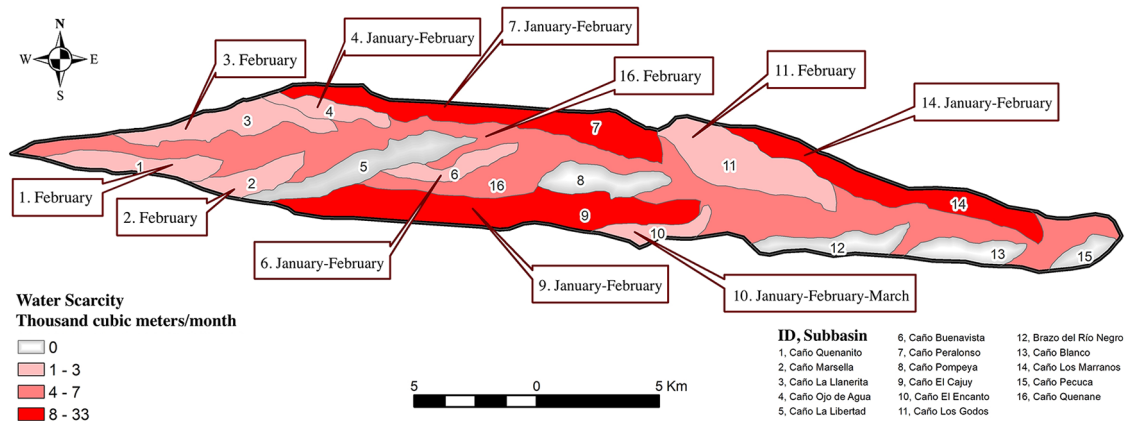 N
W
E
S
3. February
4. January-February
7. January-February
16. February
11. February
14. January-February
1. February
2. February
6. January-February
9. January-February
10. January-February-March
1
2
3
4
5
6
7
8
9
10
11
12
13
14
15
16
Water Scarcity
Thousand cubic meters/month
0
1 - 3
4 - 7
8 - 33
5 0 5 Km
ID, Subbasin
1, Caño Quenanito
2, Caño Marsella
3, Caño La Llanerita
4, Caño Ojo de Agua
5, Caño La Libertad
6, Caño Buenavista
7, Caño Peralonso
8, Caño Pompeya
9, Caño El Cajuy
10, Caño El Encanto
11, Caño Los Godos
12, Brazo del Río Negro
13, Caño Blanco
14, Caño Los Marranos
15, Caño Pecuca
16, Caño Quenane